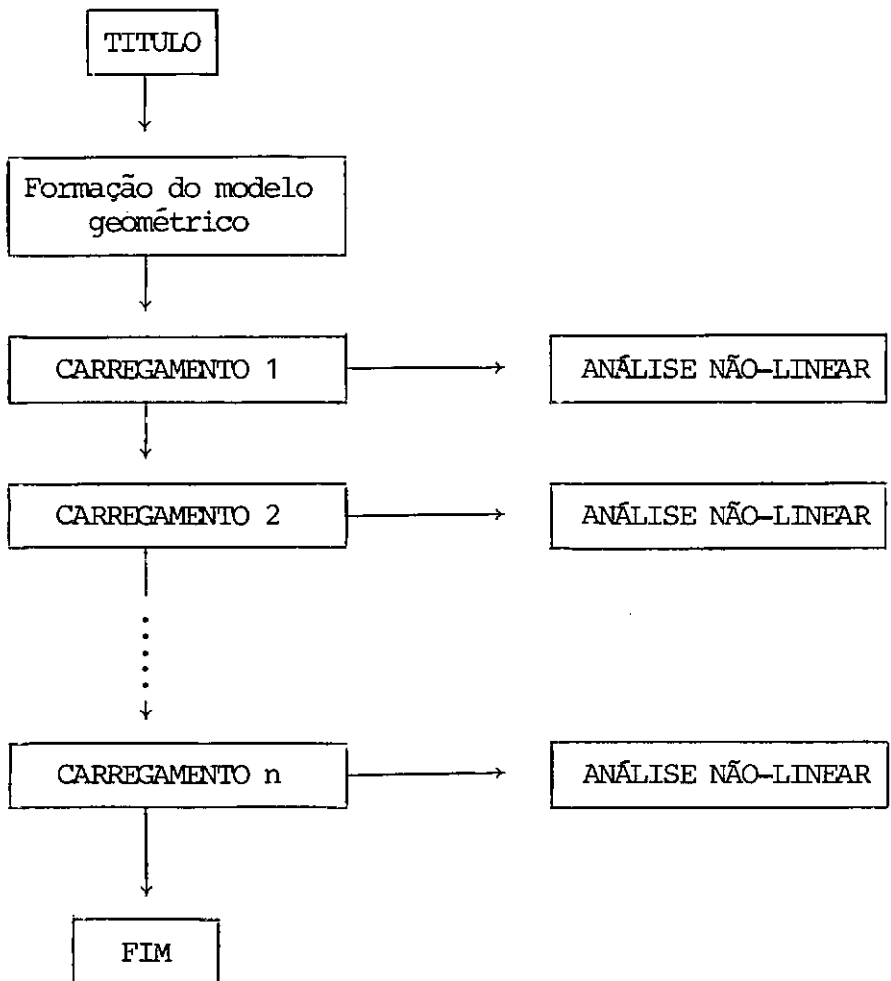 TITULO
Formação do modelo
geométrico
CARREGAMENTO 1
ANÁLISE NÃO-LINEAR
CARREGAMENTO 2
ANÁLISE NÃO-LINEAR
CARREGAMENTO n
ANÁLISE NÃO-LINEAR
FIM